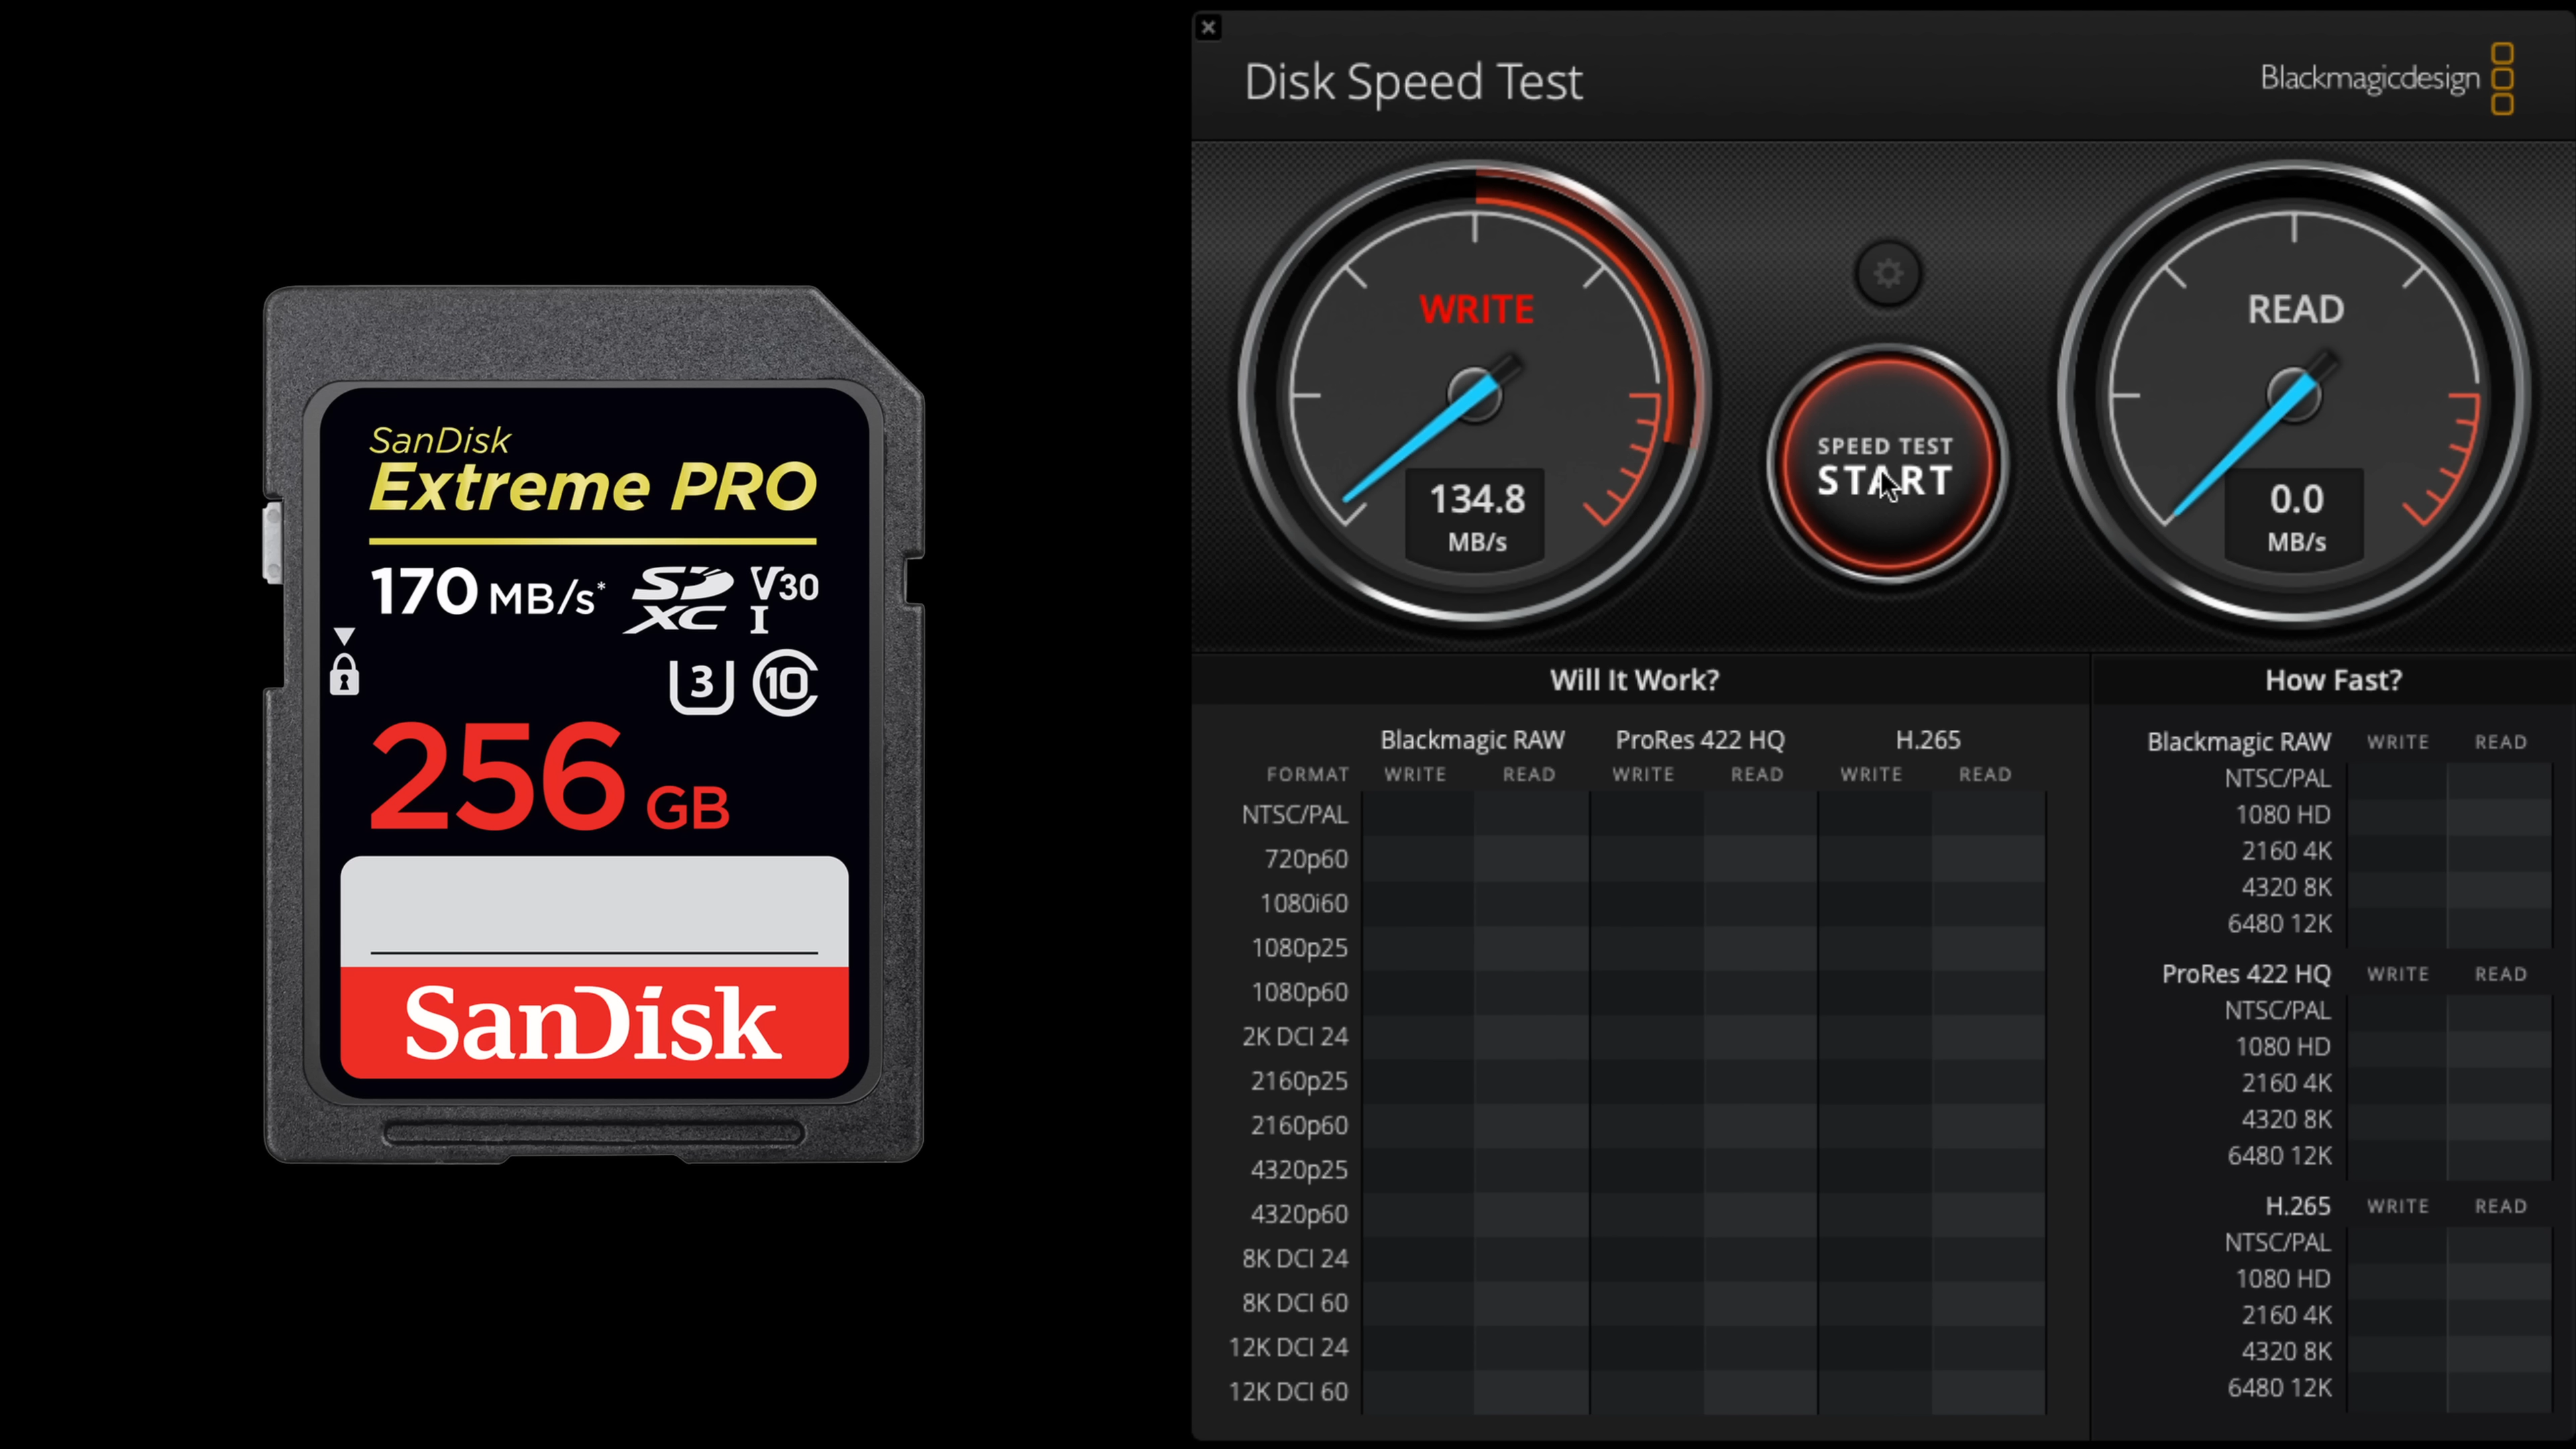 SanDisk
Extreme PRO
170 MB/s*
SD XC
V30
I
3
10
256 GB
SanDisk
Disk Speed Test
Blackmagicdesign
WRITE
134.8
MB/s
SPEED TEST
START
READ
0.0
MB/s
Will It Work?
Blackmagic RAW ProRes 422 HQ H.265
FORMAT WRITE READ WRITE READ WRITE READ
NTSC/PAL
720p60
1080i60
1080p25
1080p60
2K DCI 24
2160p25
2160p60
4320p25
4320p60
8K DCI 24
8K DCI 60
12K DCI 24
12K DCI 60
How Fast?
Blackmagic RAW WRITE READ
NTSC/PAL
1080 HD
2160 4K
4320 8K
6480 12K
ProRes 422 HQ WRITE READ
NTSC/PAL
1080 HD
2160 4K
4320 8K
6480 12K
H.265 WRITE READ
NTSC/PAL
1080 HD
2160 4K
4320 8K
6480 12K